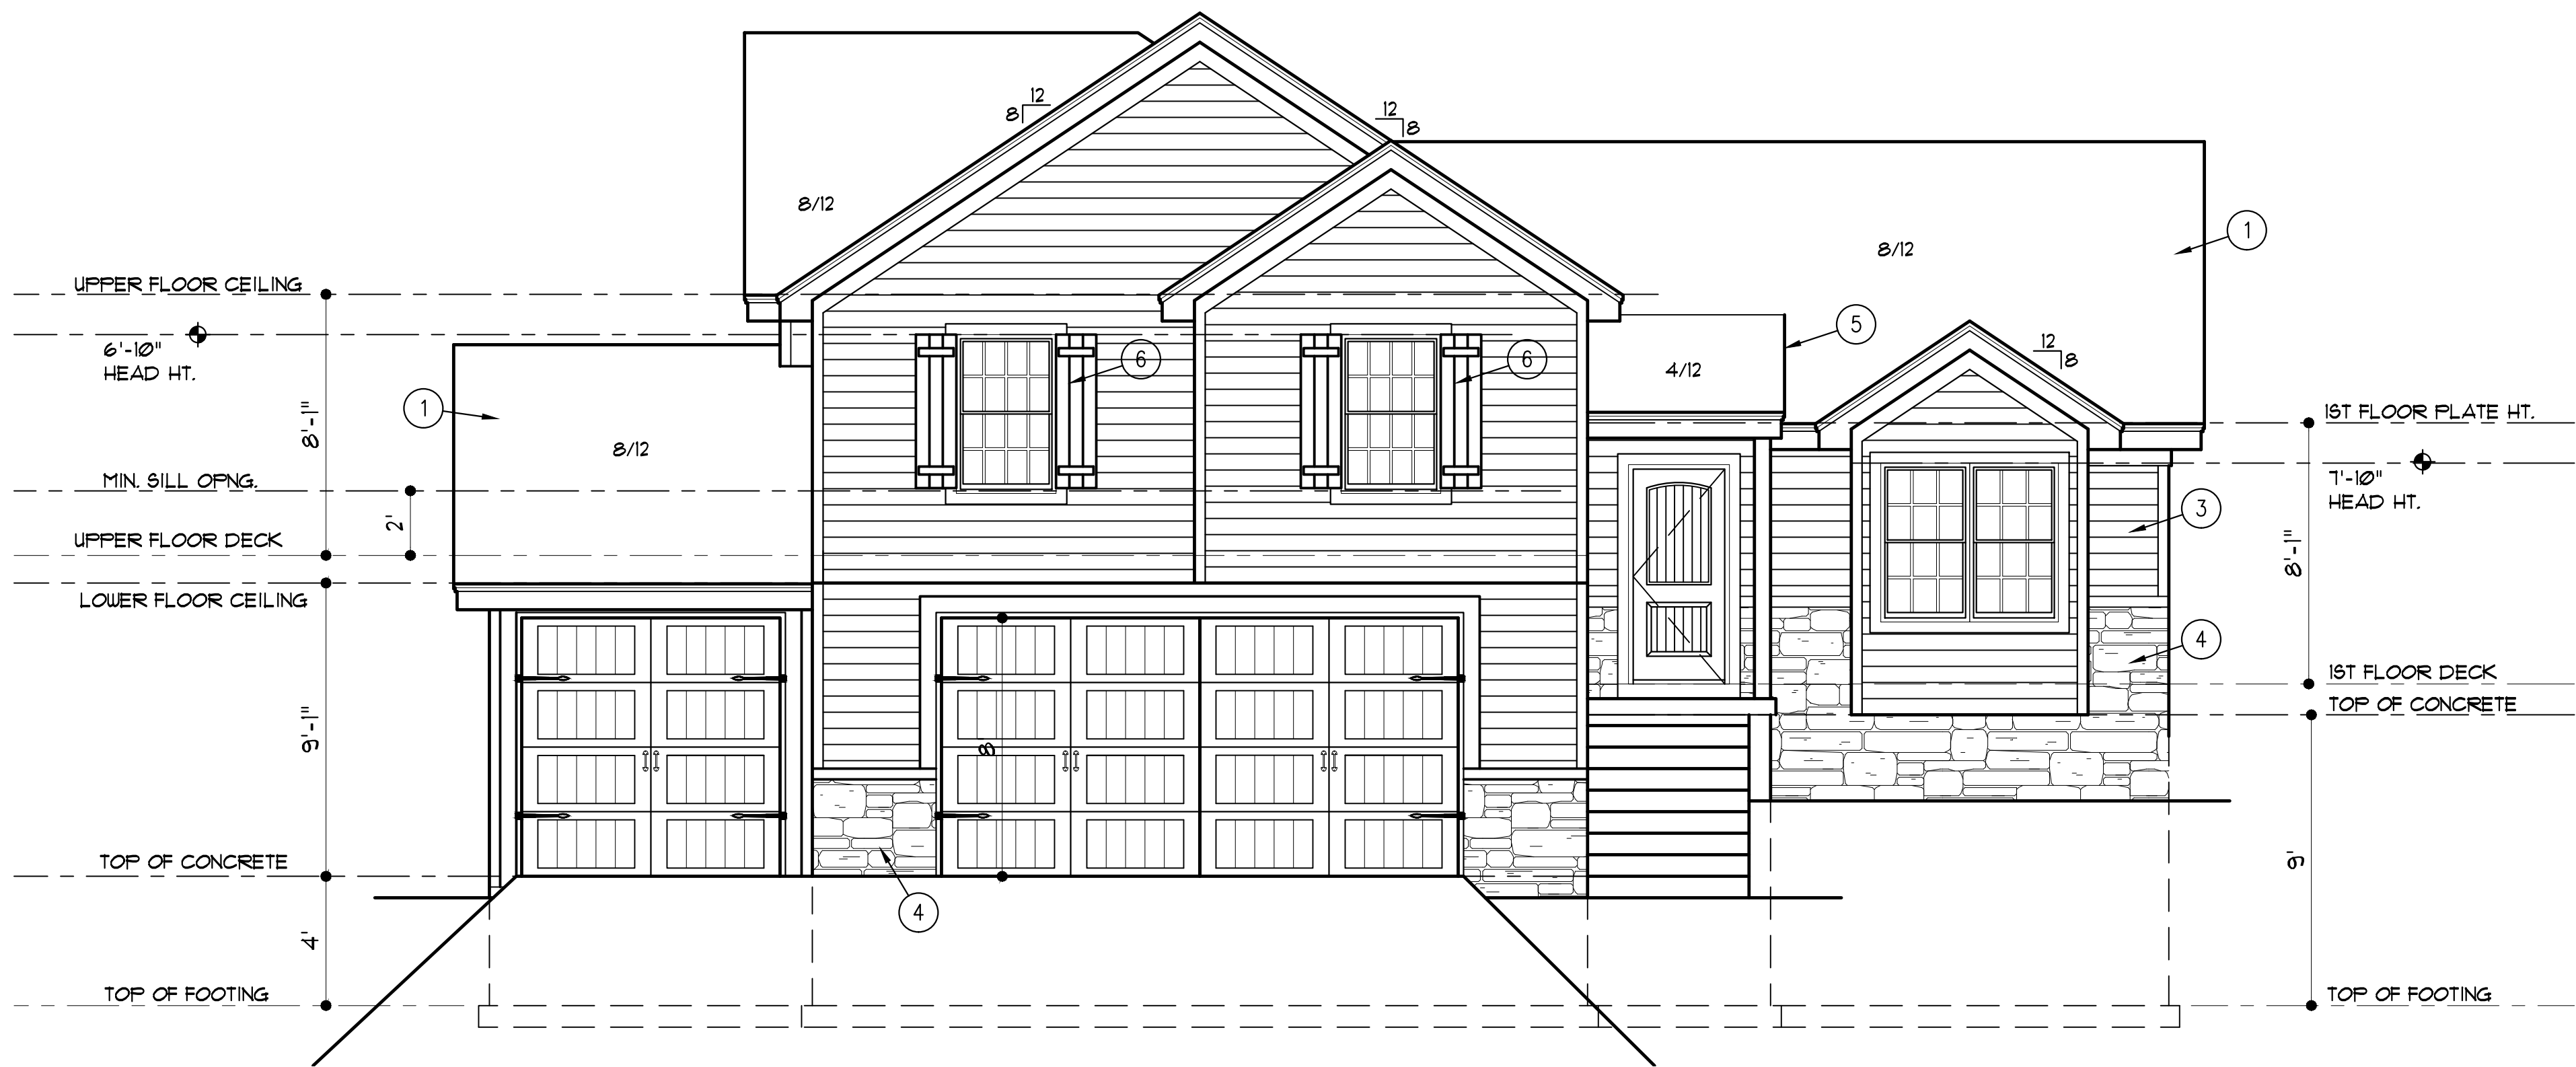 12
8
12
8
8/12
8/12
1
UPPER FLOOR CEILING
6'-10"
HEAD HT.
5
12
8
6
6
4/12
1
8'-1"
8/12
1ST FLOOR PLATE HT.
7'-10"
HEAD HT.
MIN. SILL OPNG.
2'
3
UPPER FLOOR DECK
8'-1"
LOWER FLOOR CEILING
4
1ST FLOOR DECK
TOP OF CONCRETE
9'-1"
8'
TOP OF CONCRETE
9'
4
4'
TOP OF FOOTING
TOP OF FOOTING